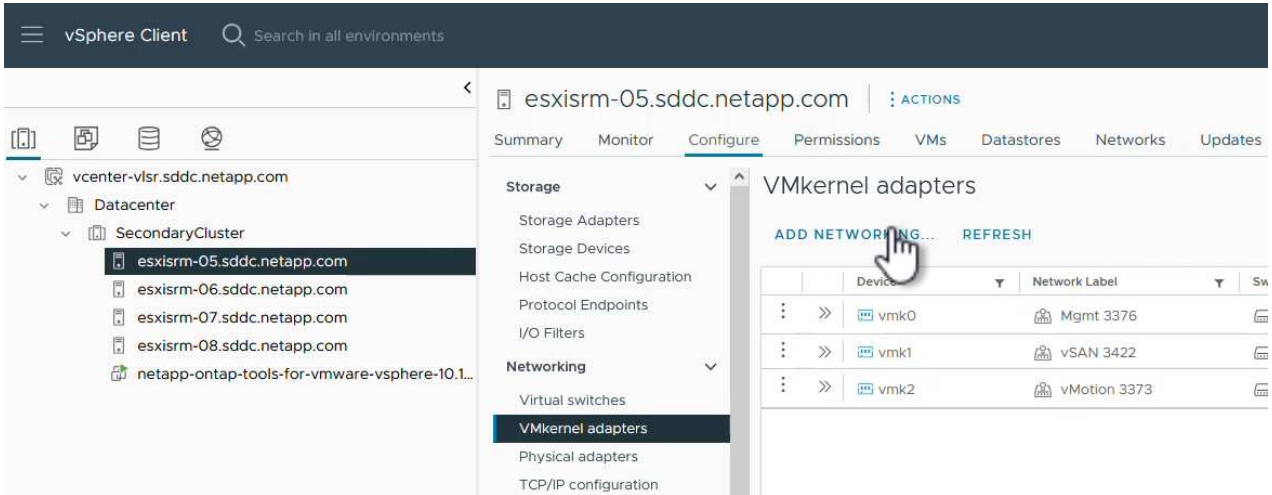 vSphere Client
Search in all environments
vcenter-vlsr.sddc.netapp.com
Datacenter
SecondaryCluster
esxisrm-05.sddc.netapp.com
esxisrm-06.sddc.netapp.com
esxisrm-07.sddc.netapp.com
esxisrm-08.sddc.netapp.com
netapp-ontap-tools-for-vmware-vsphere-10.1...
esxisrm-05.sddc.netapp.com ACTIONS
Summary Monitor Configure Permissions VMs Datastores Networks Updates
Storage
Storage Adapters
Storage Devices
Host Cache Configuration
Protocol Endpoints
I/O Filters
Networking
Virtual switches
VMkernel adapters
Physical adapters
TCP/IP configuration
VMkernel adapters
ADD NETWORKING... REFRESH
Device Network Label Sw
vmk0 Mgmt 3376
vmk1 vSAN 3422
vmk2 vMotion 3373